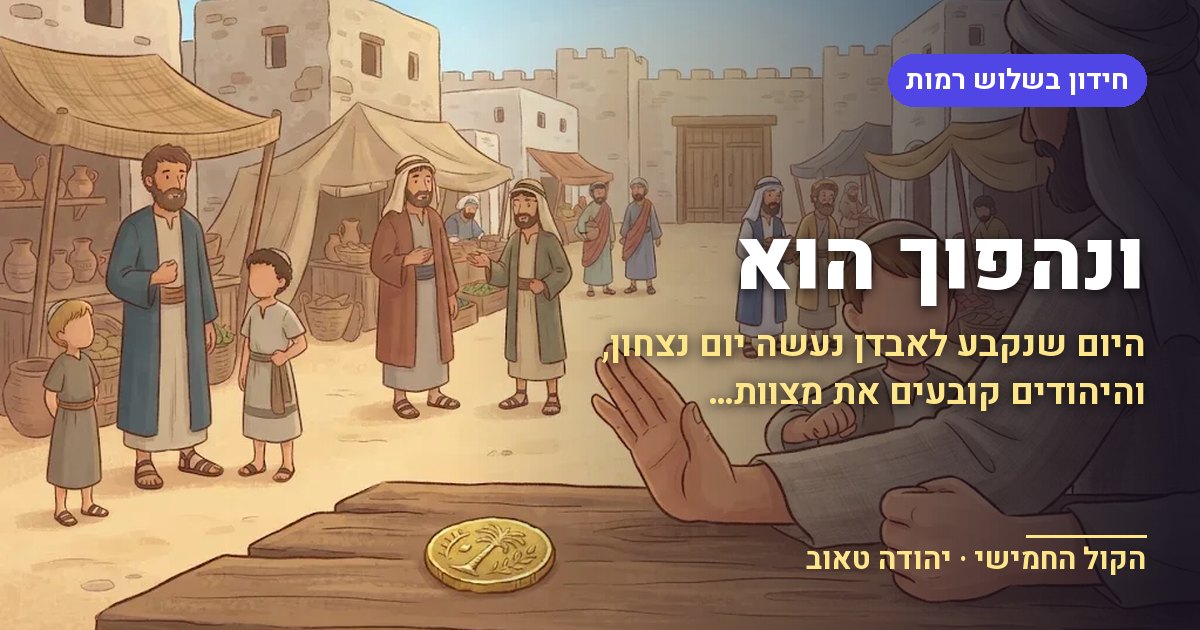 חידון בשלוש רמות
ונהפוך הוא
היום שנקבע לאבדן נעשה יום נצחון,
והיהודים קובעים את מצוות...
הקול החמישי · יהודה טאוב